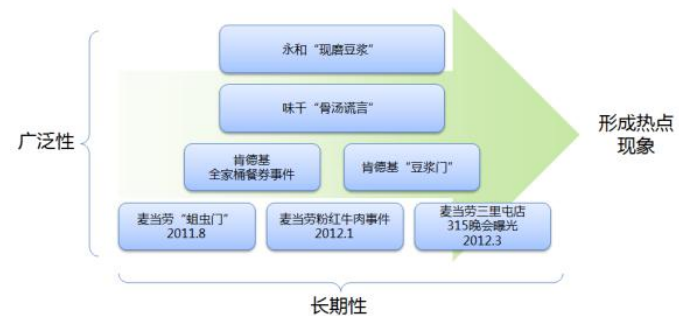 永和“现磨豆浆”
味千“骨汤谎言”
广泛性
形成热点
现象
肯德基
全家桶餐券事件
肯德基“豆浆门”
麦当劳“蛆虫门”
2011.8
麦当劳粉红牛肉事件
2012.1
麦当劳三里屯店
315晚会曝光
2012.3
长期性